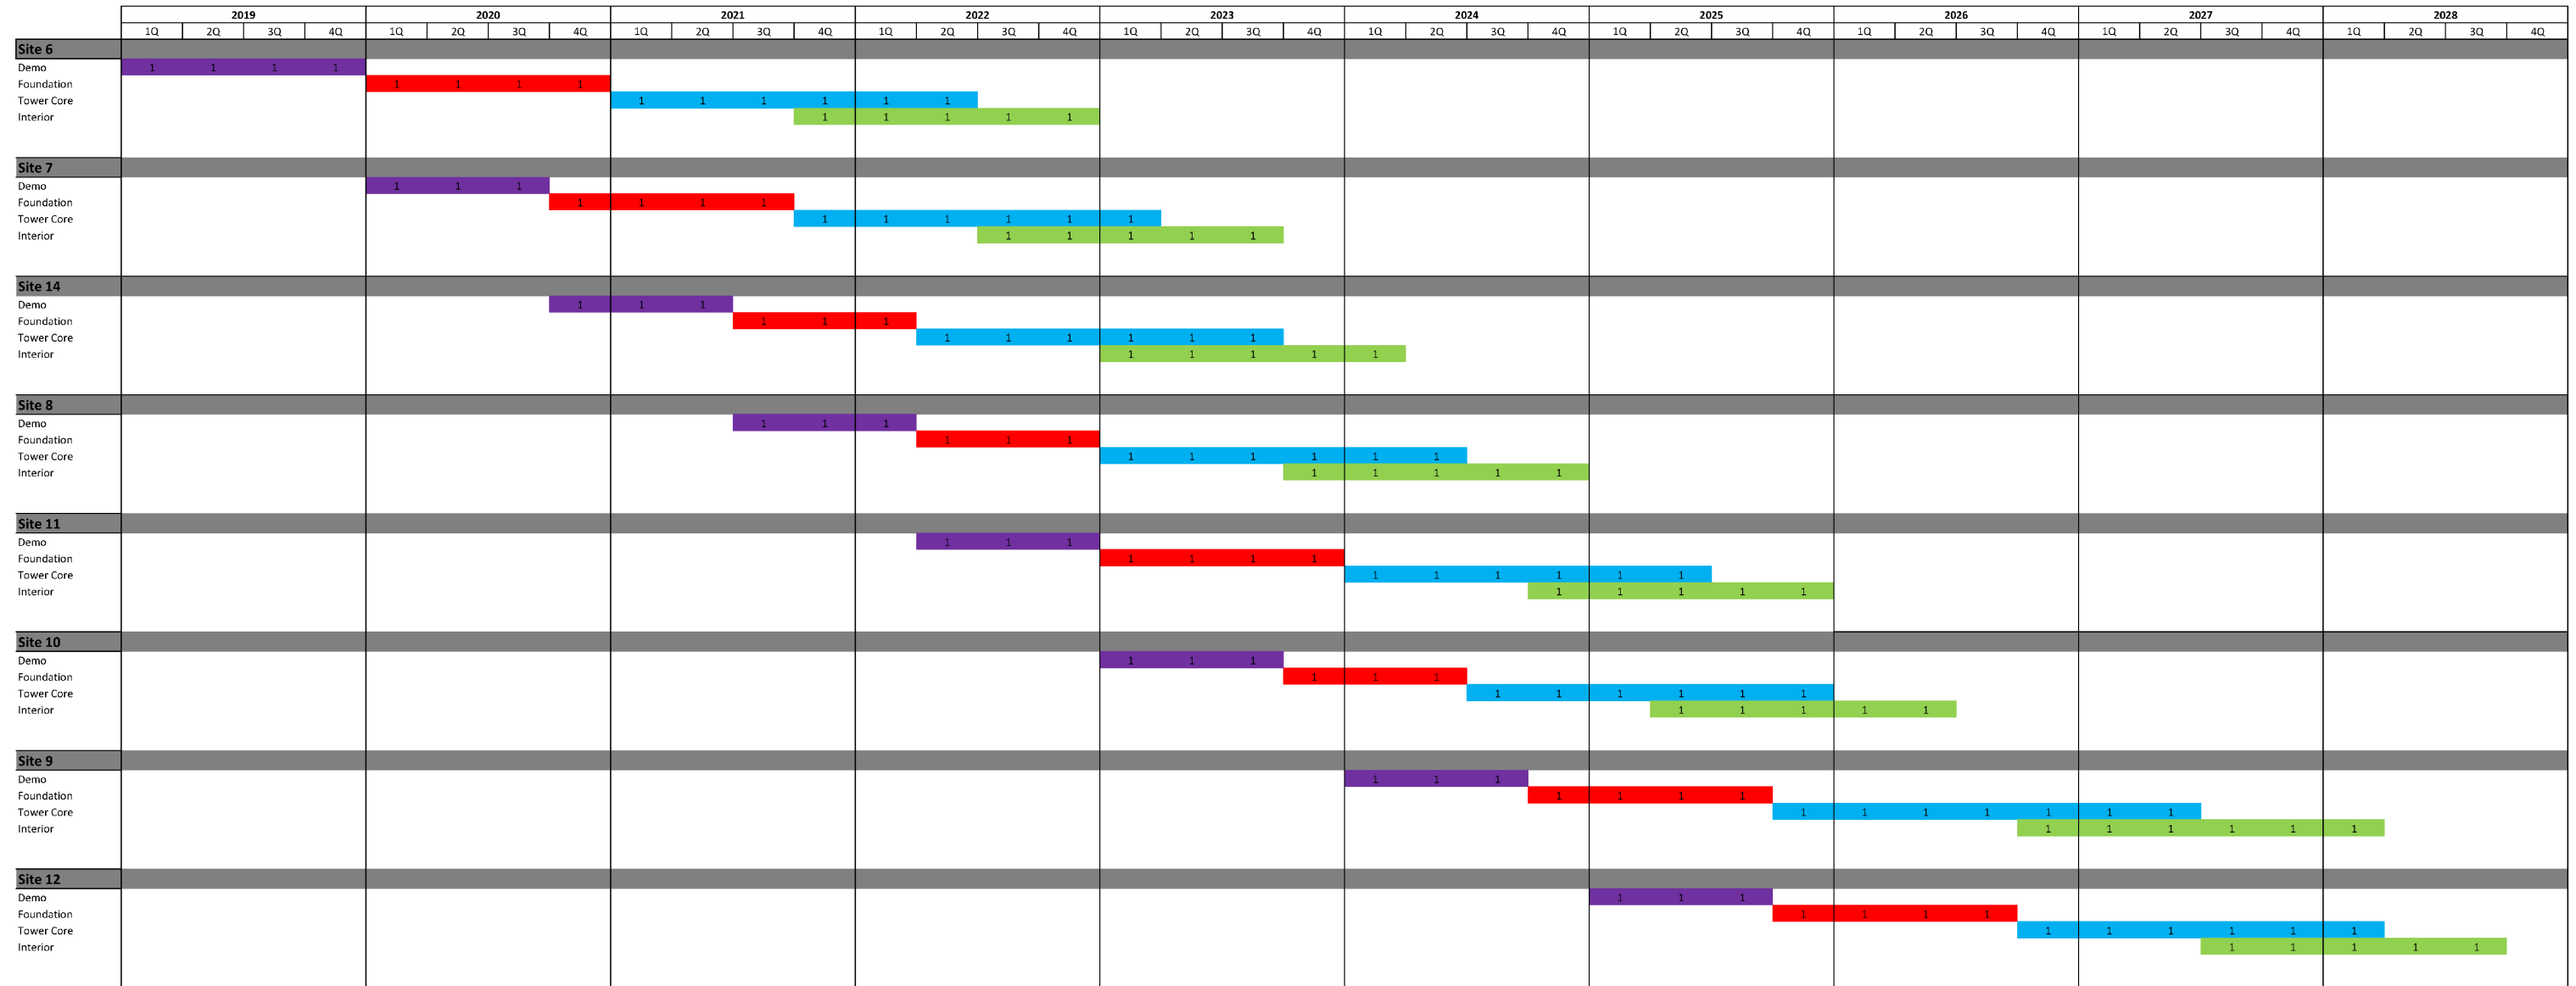 2019 2020 2021 2022 2023 2024 2025 2026 2027 2028
1Q 2Q 3Q 4Q 1Q 2Q 3Q 4Q 1Q 2Q 3Q 4Q 1Q 2Q 3Q 4Q 1Q 2Q 3Q 4Q 1Q 2Q 3Q 4Q 1Q 2Q 3Q 4Q 1Q 2Q 3Q 4Q 1Q 2Q 3Q 4Q 1Q 2Q 3Q 4Q
Site 6
Demo 1 1 1 1
Foundation 1 1 1 1
Tower Core 1 1 1 1 1 1
Interior 1 1 1 1 1
Site 7
Demo 1 1 1
Foundation 1 1 1 1
Tower Core 1 1 1 1 1 1
Interior 1 1 1 1 1
Site 14
Demo 1 1 1
Foundation 1 1 1
Tower Core 1 1 1 1 1 1
Interior 1 1 1 1 1
Site 8
Demo 1 1 1
Foundation 1 1 1
Tower Core 1 1 1 1 1 1
Interior 1 1 1 1 1
Site 11
Demo 1 1 1
Foundation 1 1 1 1
Tower Core 1 1 1 1 1 1
Interior 1 1 1 1 1
Site 10
Demo 1 1 1
Foundation 1 1 1
Tower Core 1 1 1 1 1 1
Interior 1 1 1 1 1
Site 9
Demo 1 1 1
Foundation 1 1 1 1
Tower Core 1 1 1 1 1 1 1
Interior 1 1 1 1 1 1
Site 12
Demo 1 1 1
Foundation 1 1 1 1
Tower Core 1 1 1 1 1 1
Interior 1 1 1 1 1